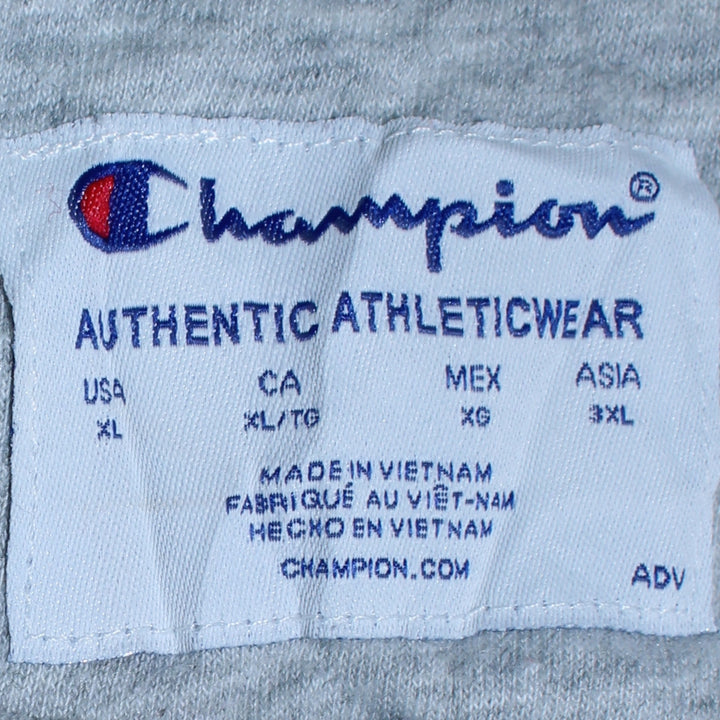 Champion®
AUTHENTIC ATHLETICWEAR
USA CA MEX ASIA
XL XL/TG XG 3XL
MADE IN VIETNAM
FABRIQUÉ AU VIÊT-NAM
HECHO EN VIETNAM
CHAMPION.COM
ADV